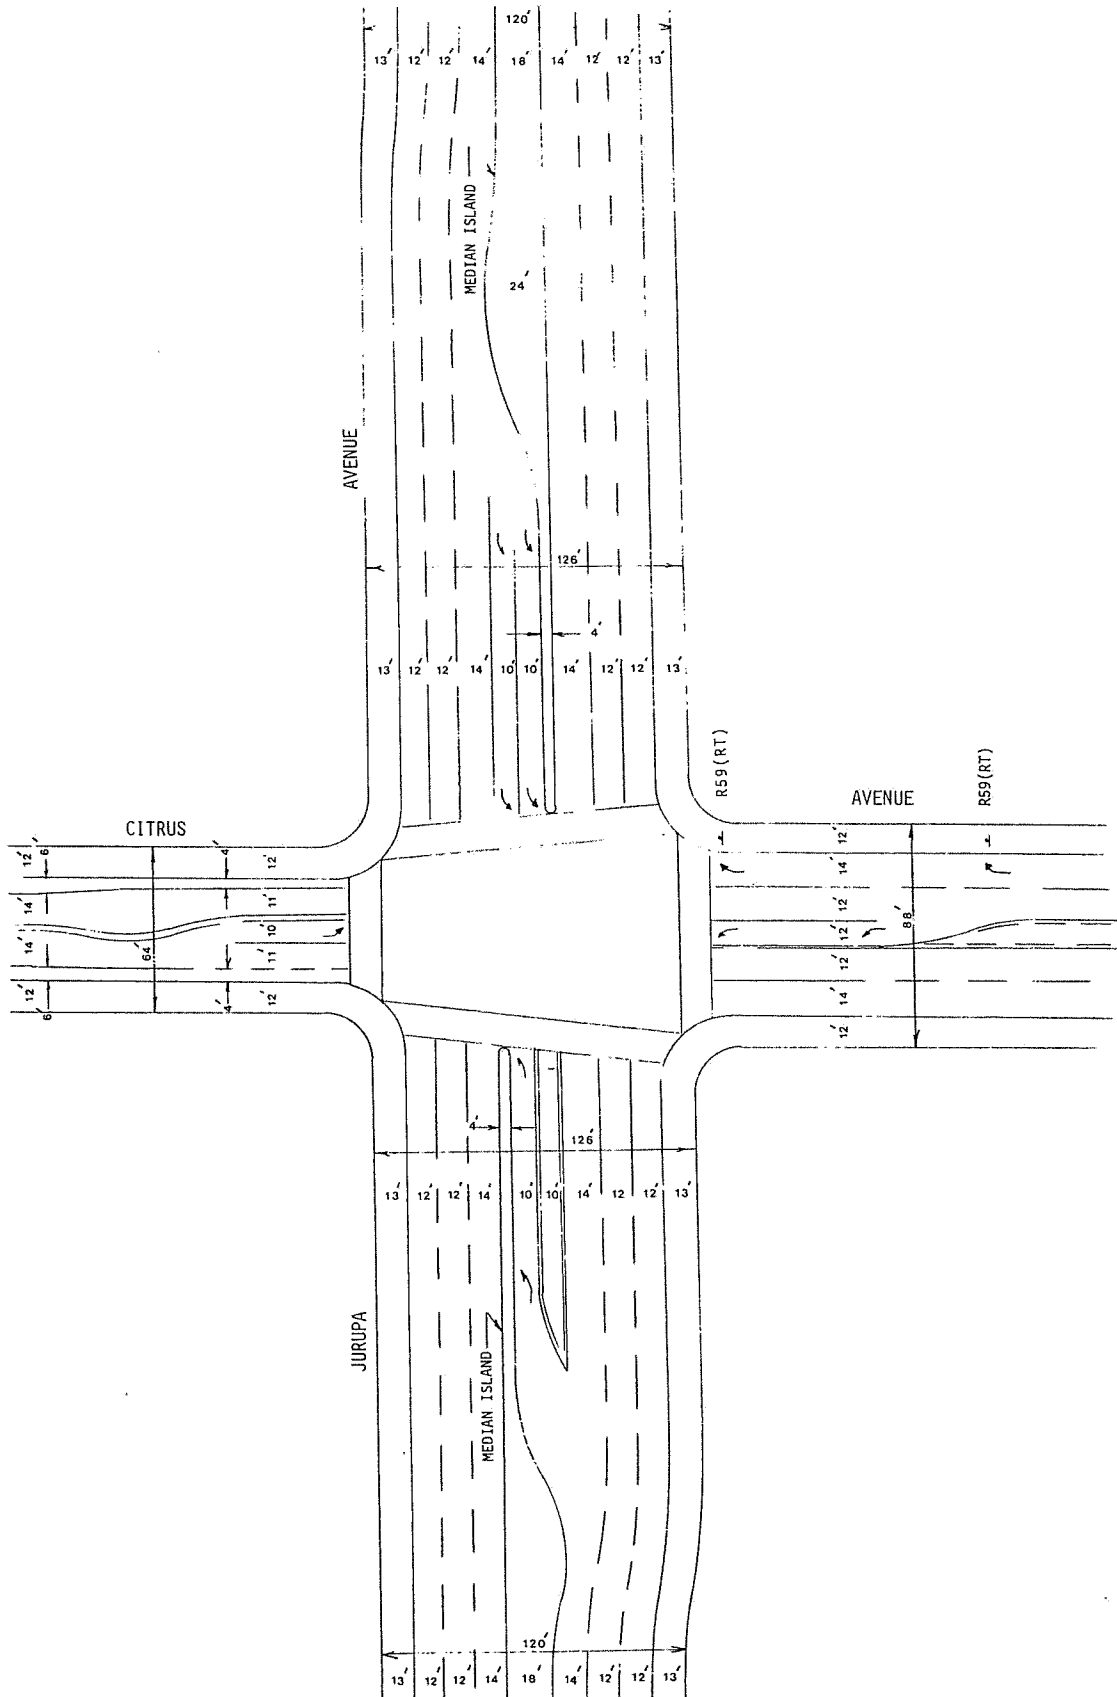 120'
13' 12' 12' 14' 18' 14' 12' 12' 13'
MEDIAN ISLAND
24'
AVENUE
126'
4'
13' 12' 12' 14' 10' 10' 14' 12' 12' 13'
R59(RT)
R59(RT)
AVENUE
CITRUS
12' 6' 4' 12'
14' 11'
10'
14' 64' 11'
12' 6' 4' 12'
12'
14'
12'
12' 88'
12'
14'
12'
4'
126'
13' 12' 12' 14' 10' 10' 14' 12 12' 13'
JURUPA
MEDIAN ISLAND
120'
13' 12' 12' 14' 18' 14' 12' 12' 13'